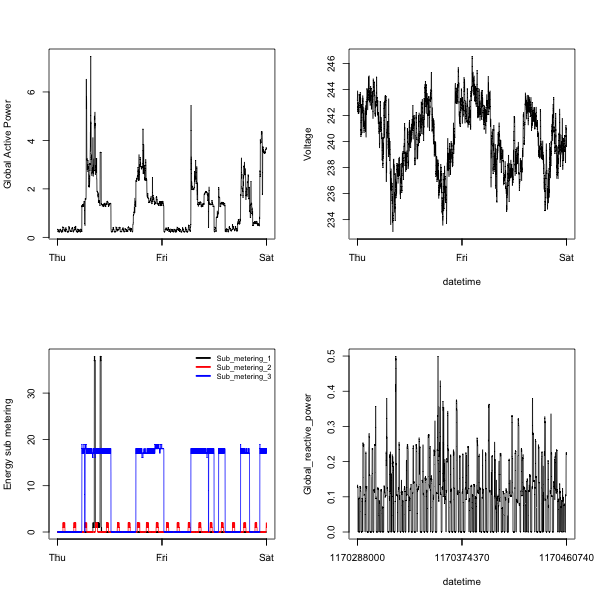 Global Active Power
0 2 4 6
Thu Fri Sat
Voltage
234 236 238 240 242 244 246
Thu Fri Sat
datetime
Energy sub metering
0 10 20 30
Sub_metering_1
Sub_metering_2
Sub_metering_3
Thu Fri Sat
Global_reactive_power
0.0 0.1 0.2 0.3 0.4 0.5
1170288000 1170374370 1170460740
datetime